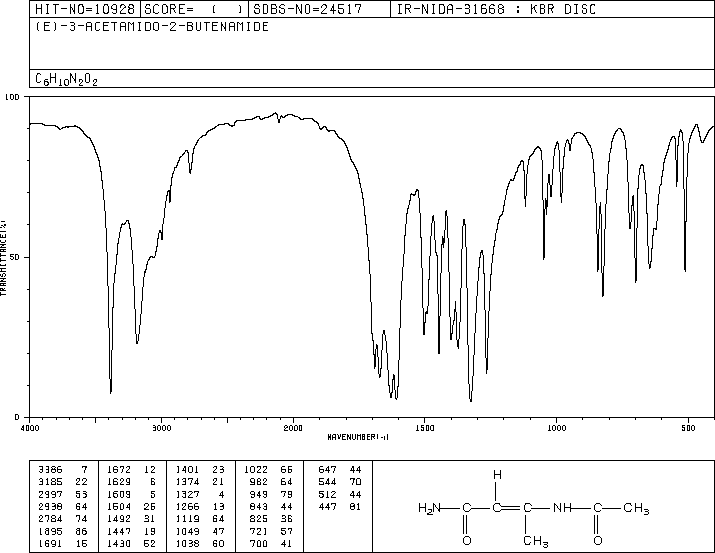 HIT-NO=10928 SCORE= ( ) SDBS-NO=24517 IR-NIDA-31668 : KBR DISC
(E)-3-ACETAMIDO-2-BUTENAMIDE
C6H10N2O2
100
50
0
TRANSMITTANCE(%)
4000 3000 2000 1500 1000 500
WAVENUMBER(-1)
3386 7 1672 12 1401 23 1022 66 647 44
3185 22 1629 6 1374 21 982 64 544 70
2997 53 1609 5 1327 4 949 79 512 44
2938 64 1504 26 1266 13 843 44 447 81
2784 74 1492 31 1119 64 825 36
1895 86 1447 19 1049 47 721 57
1691 15 1430 52 1038 60 700 41
H
H2N C C C NH C CH3
O CH3 O